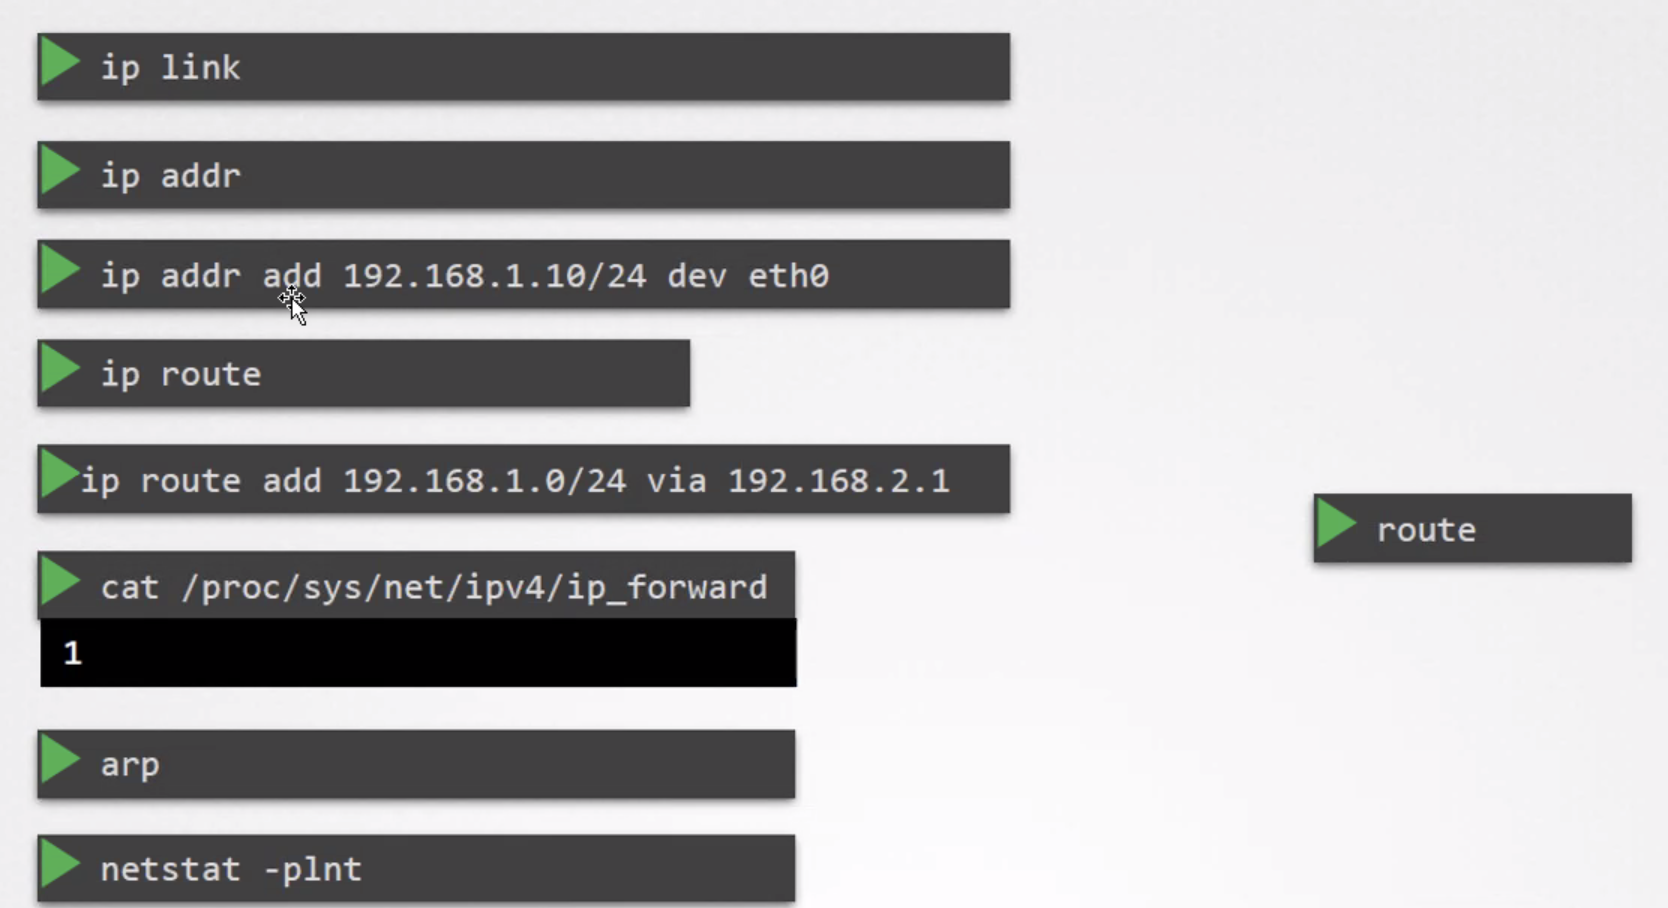 ip link
ip addr
ip addr add 192.168.1.10/24 dev eth0
ip route
ip route add 192.168.1.0/24 via 192.168.2.1
route
cat /proc/sys/net/ipv4/ip_forward
1
arp
netstat -plnt